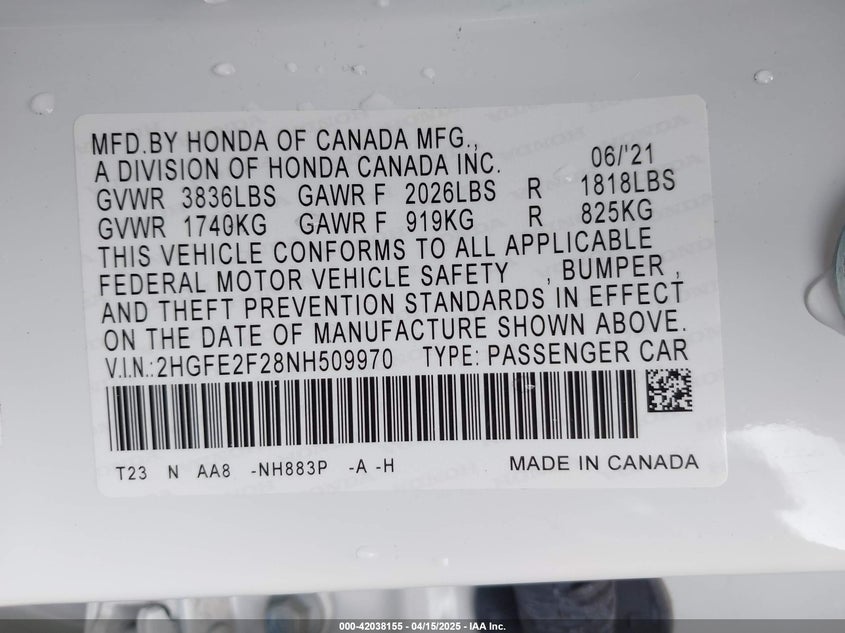 MFD.BY HONDA OF CANADA MFG.,
A DIVISION OF HONDA CANADA INC. 06/'21
GVWR 3836LBS GAWR F 2026LBS R 1818LBS
GVWR 1740KG GAWR F 919KG R 825KG
THIS VEHICLE CONFORMS TO ALL APPLICABLE
FEDERAL MOTOR VEHICLE SAFETY , BUMPER ,
AND THEFT PREVENTION STANDARDS IN EFFECT
ON THE DATE OF MANUFACTURE SHOWN ABOVE.
V.I.N.:2HGFE2F28NH509970 TYPE: PASSENGER CAR
T23 N AA8 -NH883P -A -H MADE IN CANADA
000-42038155 - 04/15/2025 - IAA Inc.